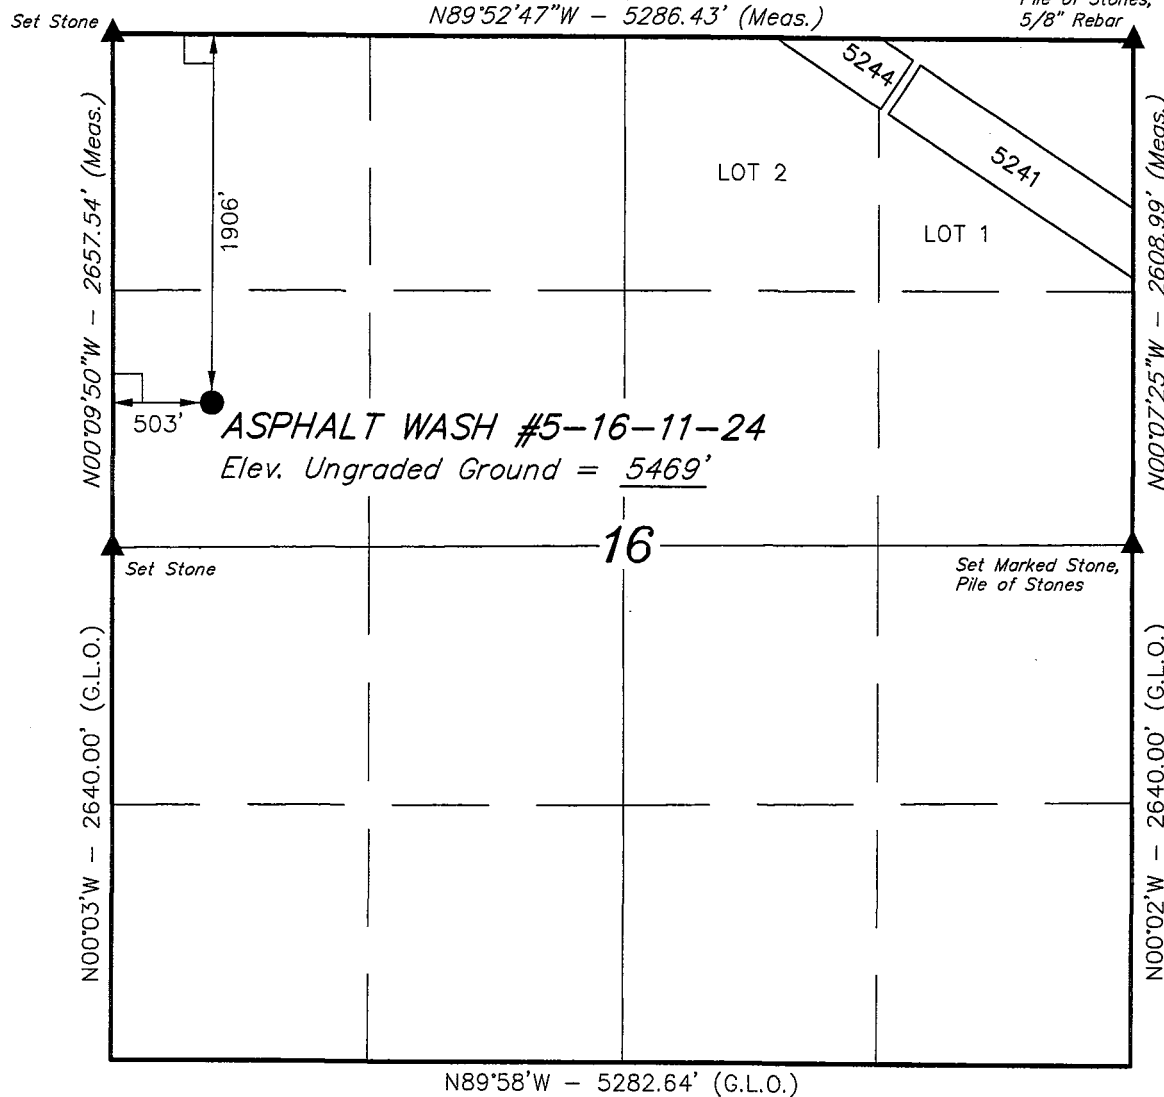 Set Stone
N89°52'47"W - 5286.43' (Meas.)
Pile of Stones,
5/8" Rebar
5244
5241
LOT 2
LOT 1
N00°09'50"W - 2657.54' (Meas.)
1906'
N00°07'25"W - 2608.99' (Meas.)
503'
ASPHALT WASH #5-16-11-24
Elev. Ungraded Ground = 5469'
16
Set Stone
Set Marked Stone,
Pile of Stones
N00°03'W - 2640.00' (G.L.O.)
N00°02'W - 2640.00' (G.L.O.)
N89°58'W - 5282.64' (G.L.O.)